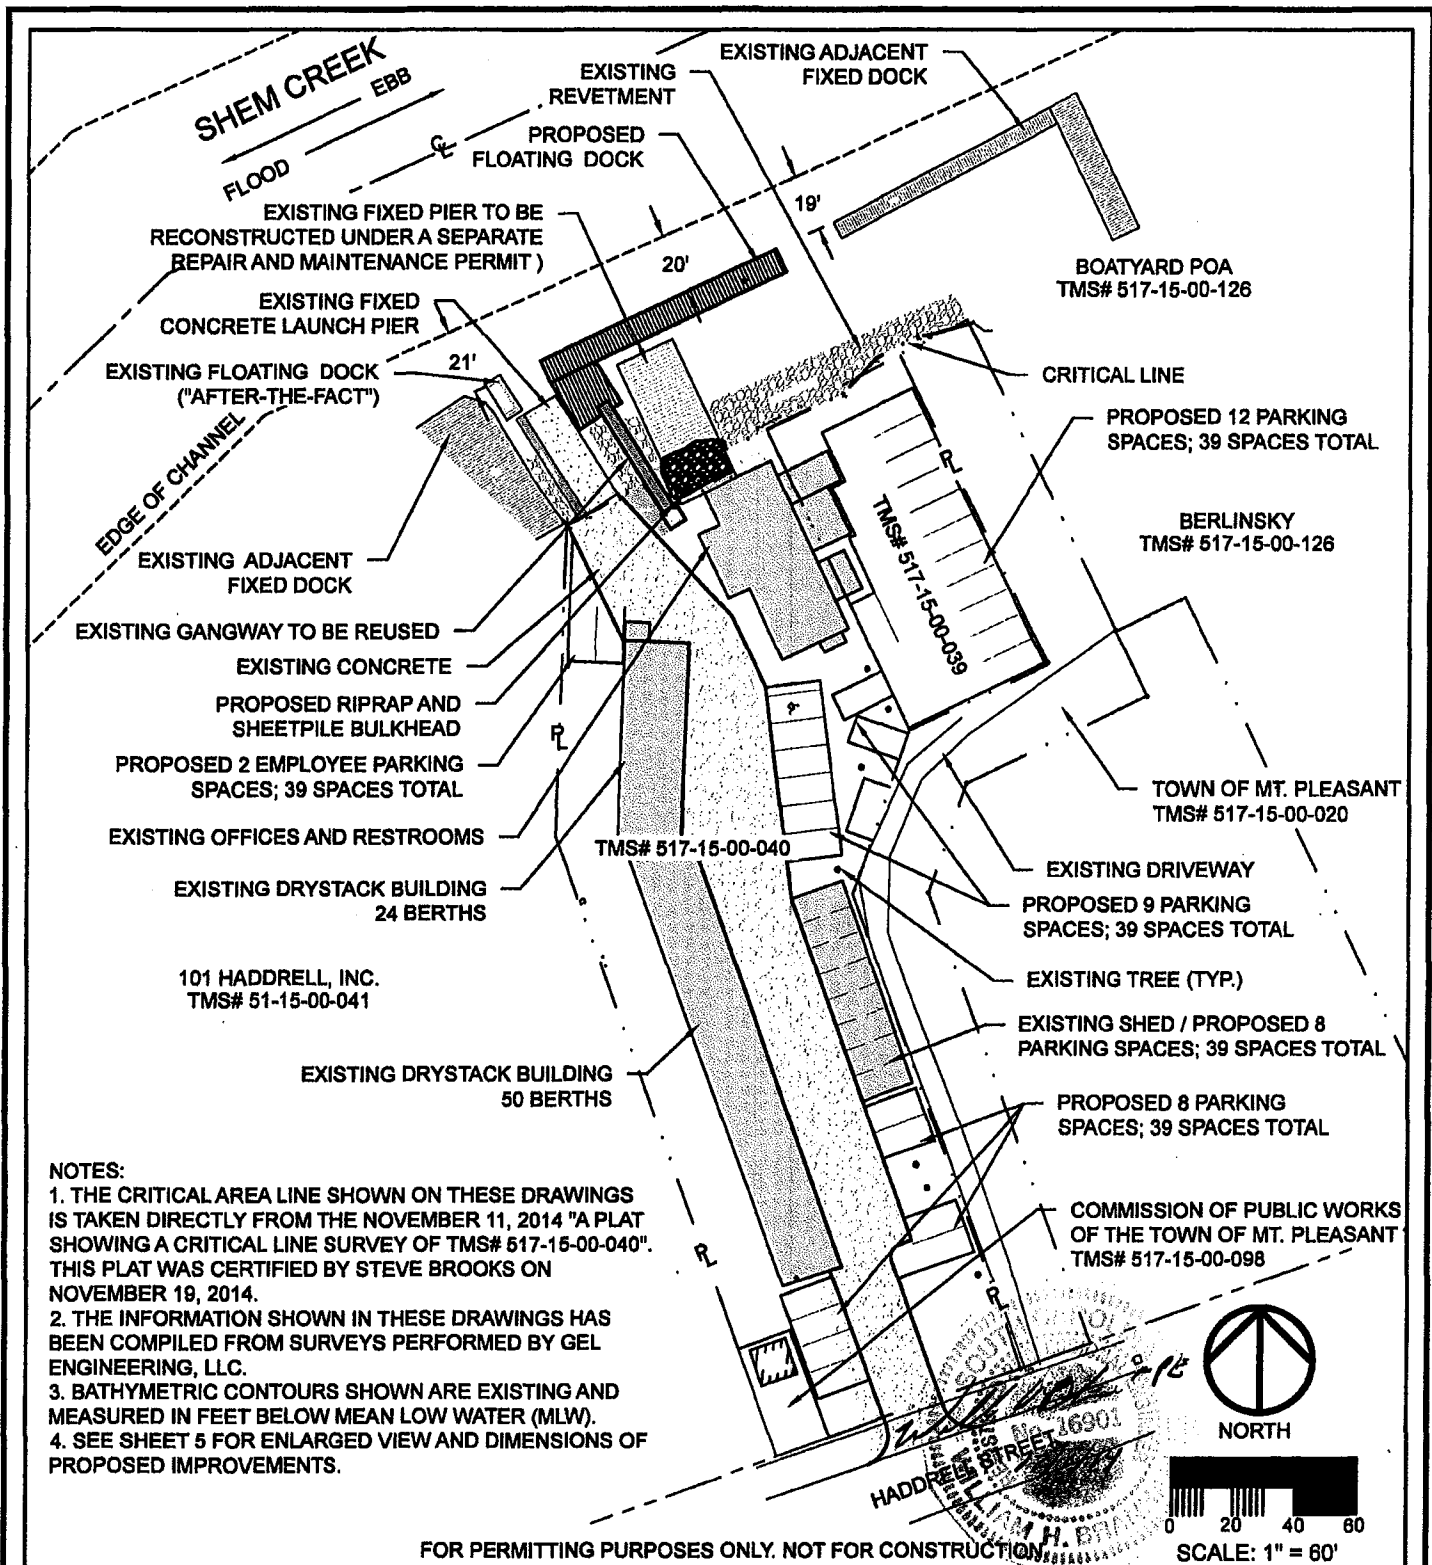 SHEM CREEK
EBB
FLOOD
EXISTING
REVETMENT
EXISTING ADJACENT
FIXED DOCK
PROPOSED
FLOATING DOCK
19'
EXISTING FIXED PIER TO BE
RECONSTRUCTED UNDER A SEPARATE
REPAIR AND MAINTENANCE PERMIT )
20'
BOATYARD POA
TMS# 517-15-00-126
EXISTING FIXED
CONCRETE LAUNCH PIER
21'
EXISTING FLOATING DOCK
("AFTER-THE-FACT")
CRITICAL LINE
EDGE OF CHANNEL
PROPOSED 12 PARKING
SPACES; 39 SPACES TOTAL
BERLINSKY
TMS# 517-15-00-126
TMS# 517-15-00-039
EXISTING ADJACENT
FIXED DOCK
EXISTING GANGWAY TO BE REUSED
EXISTING CONCRETE
PROPOSED RIPRAP AND
SHEETPILE BULKHEAD
PROPOSED 2 EMPLOYEE PARKING
SPACES; 39 SPACES TOTAL
TOWN OF MT. PLEASANT
TMS# 517-15-00-020
EXISTING OFFICES AND RESTROOMS
TMS# 517-15-00-040
EXISTING DRIVEWAY
EXISTING DRYSTACK BUILDING
24 BERTHS
PROPOSED 9 PARKING
SPACES; 39 SPACES TOTAL
101 HADDRELL, INC.
TMS# 51-15-00-041
EXISTING TREE (TYP.)
EXISTING SHED / PROPOSED 8
PARKING SPACES; 39 SPACES TOTAL
EXISTING DRYSTACK BUILDING
50 BERTHS
PROPOSED 8 PARKING
SPACES; 39 SPACES TOTAL
COMMISSION OF PUBLIC WORKS
OF THE TOWN OF MT. PLEASANT
TMS# 517-15-00-098
NOTES:
1. THE CRITICAL AREA LINE SHOWN ON THESE DRAWINGS
IS TAKEN DIRECTLY FROM THE NOVEMBER 11, 2014 "A PLAT
SHOWING A CRITICAL LINE SURVEY OF TMS# 517-15-00-040".
THIS PLAT WAS CERTIFIED BY STEVE BROOKS ON
NOVEMBER 19, 2014.
2. THE INFORMATION SHOWN IN THESE DRAWINGS HAS
BEEN COMPILED FROM SURVEYS PERFORMED BY GEL
ENGINEERING, LLC.
3. BATHYMETRIC CONTOURS SHOWN ARE EXISTING AND
MEASURED IN FEET BELOW MEAN LOW WATER (MLW).
4. SEE SHEET 5 FOR ENLARGED VIEW AND DIMENSIONS OF
PROPOSED IMPROVEMENTS.
HADDRELL STREET
No. 16901
WILLIAM H.
NORTH
0 20 40 60
SCALE: 1" = 60'
FOR PERMITTING PURPOSES ONLY. NOT FOR CONSTRUCTION.